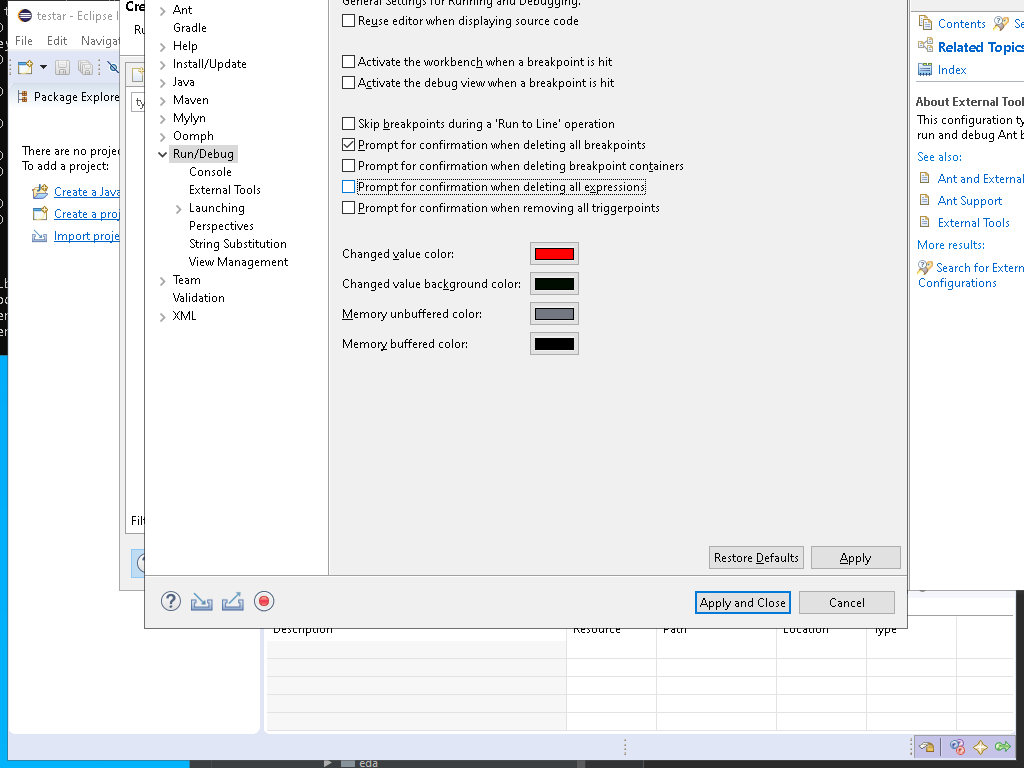 testar - Eclipse I
File Edit Navigat
Package Explore
There are no projec
To add a project:
Create a Java
Create a proj
Import proje
Cre
Ru
ty
Filt
Ant
Gradle
Help
Install/Update
Java
Maven
Mylyn
Oomph
Run/Debug
Console
External Tools
Launching
Perspectives
String Substitution
View Management
Team
Validation
XML
General Settings for Running and Debugging.
Reuse editor when displaying source code
Activate the workbench when a breakpoint is hit
Activate the debug view when a breakpoint is hit
Skip breakpoints during a 'Run to Line' operation
Prompt for confirmation when deleting all breakpoints
Prompt for confirmation when deleting breakpoint containers
Prompt for confirmation when deleting all expressions
Prompt for confirmation when removing all triggerpoints
Changed value color:
Changed value background color:
Memory unbuffered color:
Memory buffered color:
Restore Defaults Apply
Apply and Close Cancel
Contents Se
Related Topics
Index
About External Tool
This configuration ty
run and debug Ant b
See also:
Ant and External
Ant Support
External Tools
More results:
Search for Extern
Configurations
Description Resource Path Location Type
eda